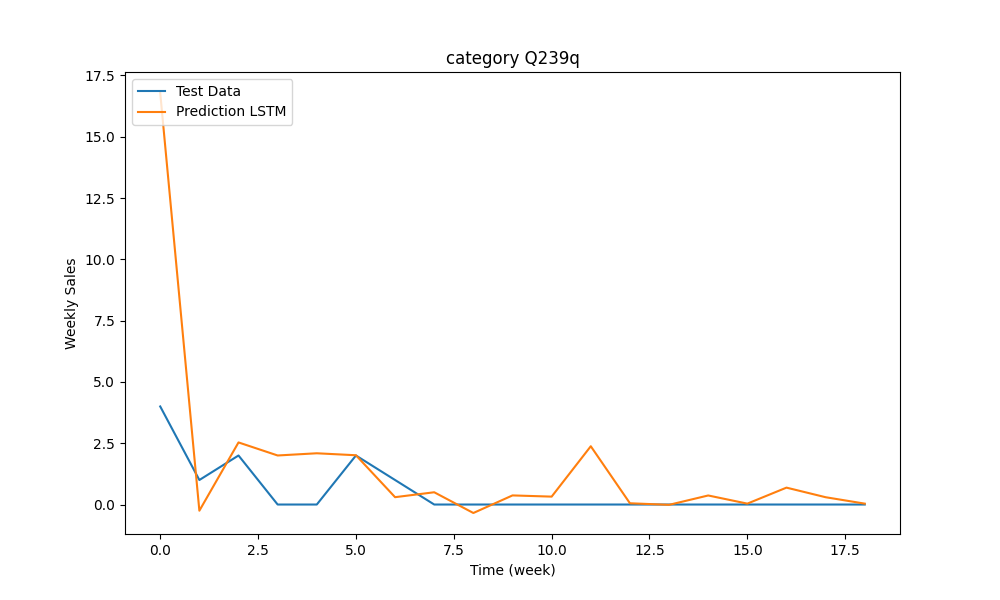 category Q239q
Test Data
Prediction LSTM
17.5
15.0
12.5
10.0
7.5
5.0
2.5
0.0
Weekly Sales
0.0 2.5 5.0 7.5 10.0 12.5 15.0 17.5
Time (week)